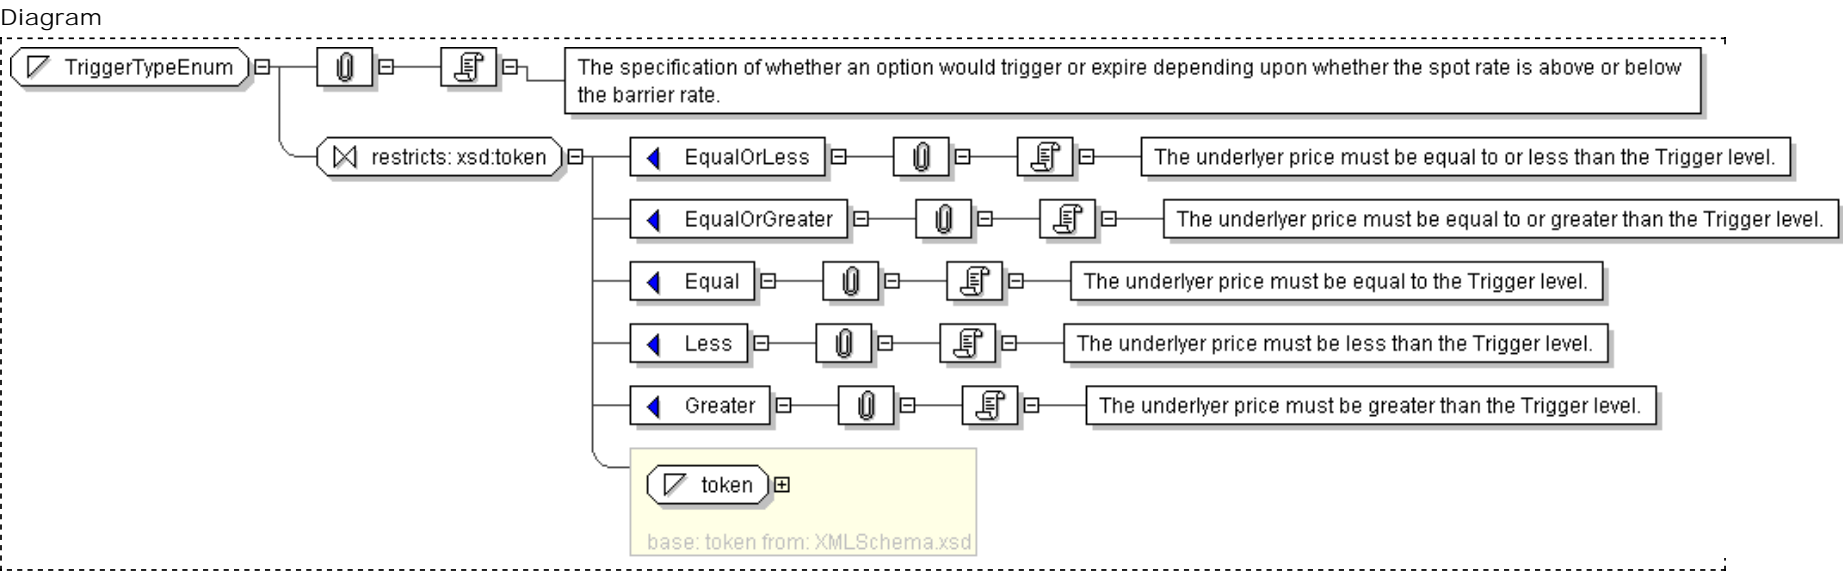 Diagram
TriggerTypeEnum
The specification of whether an option would trigger or expire depending upon whether the spot rate is above or below
the barrier rate.
restricts: xsd:token
EqualOrLess
The underlyer price must be equal to or less than the Trigger level.
EqualOrGreater
The underlyer price must be equal to or greater than the Trigger level.
Equal
The underlyer price must be equal to the Trigger level.
Less
The underlyer price must be less than the Trigger level.
Greater
The underlyer price must be greater than the Trigger level.
token
base: token from: XMLSchema.xsd